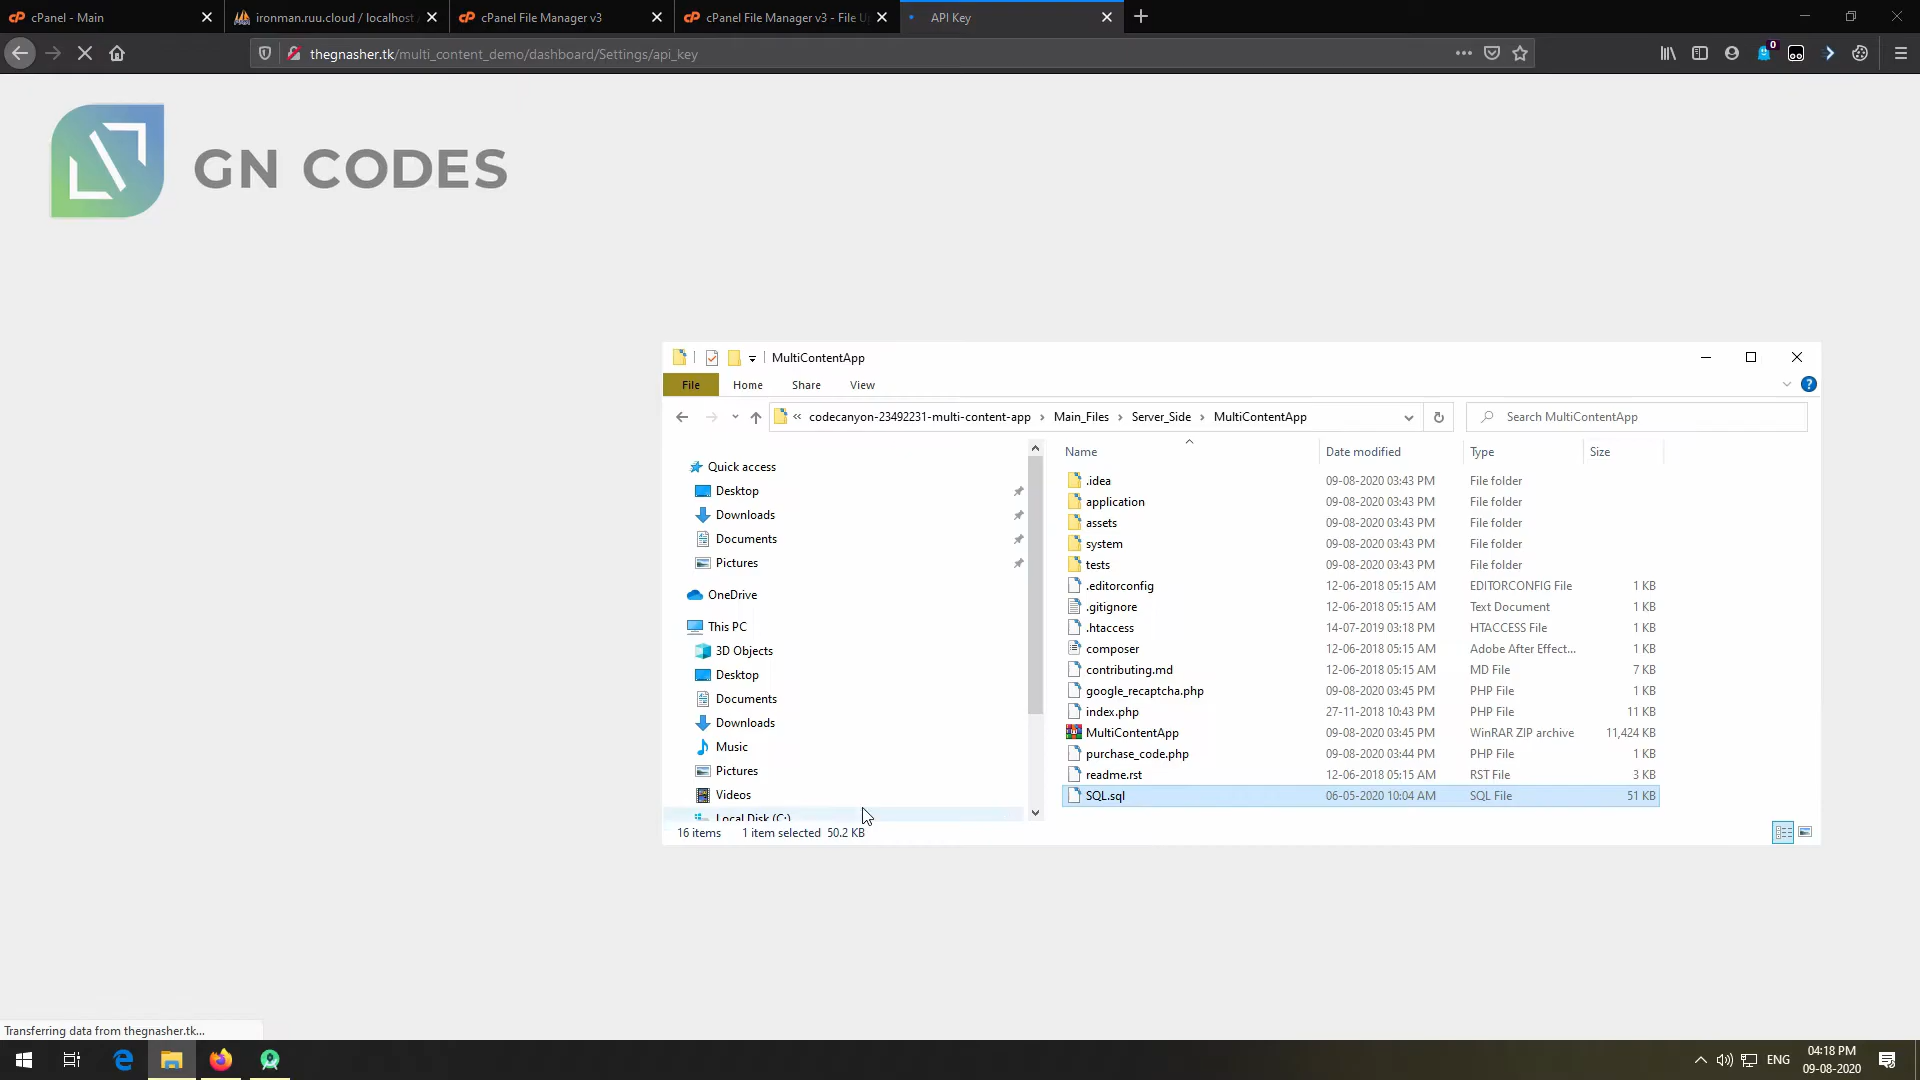 cPanel - Main
ironman.ruu.cloud / localhost
cPanel File Manager v3
cPanel File Manager v3 - File U
API Key
thegnasher.tk/multi_content_demo/dashboard/Settings/api_key
0
GN CODES
MultiContentApp
File
Home
Share
View
codecanyon-23492231-multi-content-app
Main_Files
Server_Side
MultiContentApp
Search MultiContentApp
Quick access
Desktop
Downloads
Documents
Pictures
OneDrive
This PC
3D Objects
Desktop
Documents
Downloads
Music
Pictures
Videos
Local Disk (C:)
Name Date modified Type Size
.idea 09-08-2020 03:43 PM File folder
application 09-08-2020 03:43 PM File folder
assets 09-08-2020 03:43 PM File folder
system 09-08-2020 03:43 PM File folder
tests 09-08-2020 03:43 PM File folder
.editorconfig 12-06-2018 05:15 AM EDITORCONFIG File 1 KB
.gitignore 12-06-2018 05:15 AM Text Document 1 KB
.htaccess 14-07-2019 03:18 PM HTACCESS File 1 KB
composer 12-06-2018 05:15 AM Adobe After Effect... 1 KB
contributing.md 12-06-2018 05:15 AM MD File 7 KB
google_recaptcha.php 09-08-2020 03:45 PM PHP File 1 KB
index.php 27-11-2018 10:43 PM PHP File 11 KB
MultiContentApp 09-08-2020 03:45 PM WinRAR ZIP archive 11,424 KB
purchase_code.php 09-08-2020 03:44 PM PHP File 1 KB
readme.rst 12-06-2018 05:15 AM RST File 3 KB
SQL.sql 06-05-2020 10:04 AM SQL File 51 KB
16 items 1 item selected 50.2 KB
Transferring data from thegnasher.tk...
ENG
04:18 PM
09-08-2020